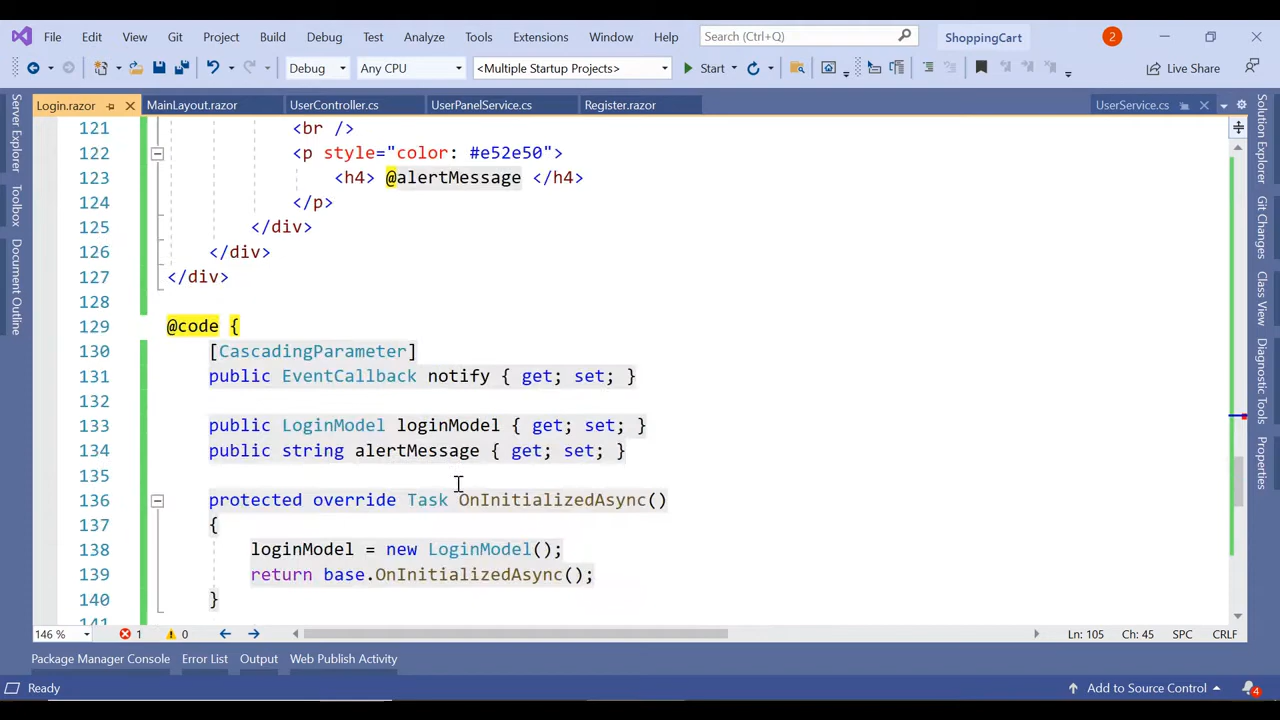 File Edit View Git Project Build Debug Test Analyze Tools Extensions Window Help Search (Ctrl+Q) ShoppingCart 2
Debug Any CPU <Multiple Startup Projects> Start Live Share
Login.razor MainLayout.razor UserController.cs UserPanelService.cs Register.razor UserService.cs
Server Explorer
Toolbox
Document Outline
121 <br />
122 <p style="color: #e52e50">
123 <h4> @alertMessage </h4>
124 </p>
125 </div>
126 </div>
127 </div>
128
129 @code {
130 [CascadingParameter]
131 public EventCallback notify { get; set; }
132
133 public LoginModel loginModel { get; set; }
134 public string alertMessage { get; set; }
135
136 protected override Task OnInitializedAsync()
137 {
138 loginModel = new LoginModel();
139 return base.OnInitializedAsync();
140 }
Solution Explorer
Git Changes
Class View
Diagnostic Tools
Properties
146 % 1 0 Ln: 105 Ch: 45 SPC CRLF
Package Manager Console Error List Output Web Publish Activity
Ready Add to Source Control 4